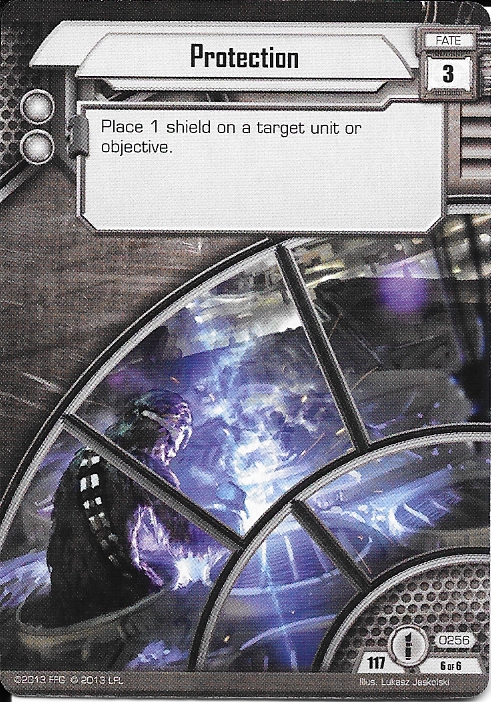 Protection
FATE
3
Place 1 shield on a target unit or
objective.
0256
117
6 OF 6
©2013 FFG © 2013 LFL
Illus. Lukasz Jaskolski